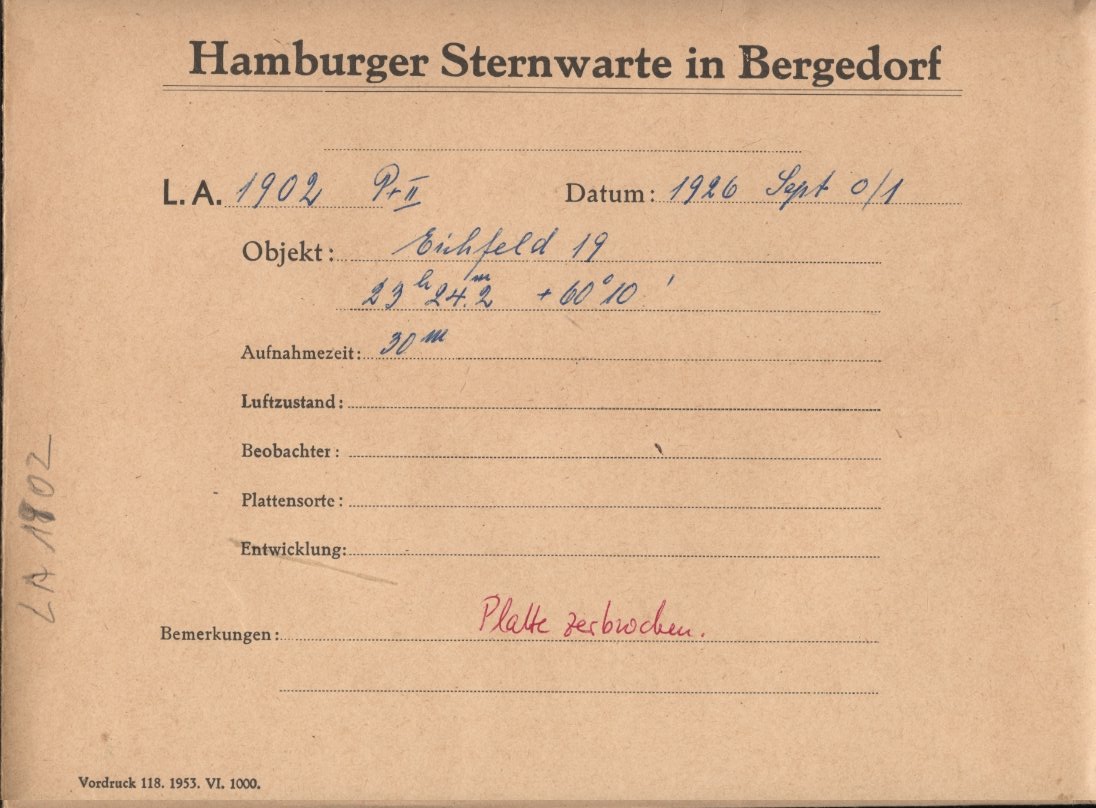 Hamburger Sternwarte in Bergedorf
L. A. 1902 Pr II Datum: 1926 Sept 0/1
Objekt: Eichfeld 19
23h 24m.2 +60°10'
Aufnahmezeit: 30m
Luftzustand:
Beobachter:
Plattensorte:
Entwicklung:
Bemerkungen: Platte zerbrochen.
Vordruck 118. 1953. VI. 1000.
LA 1902